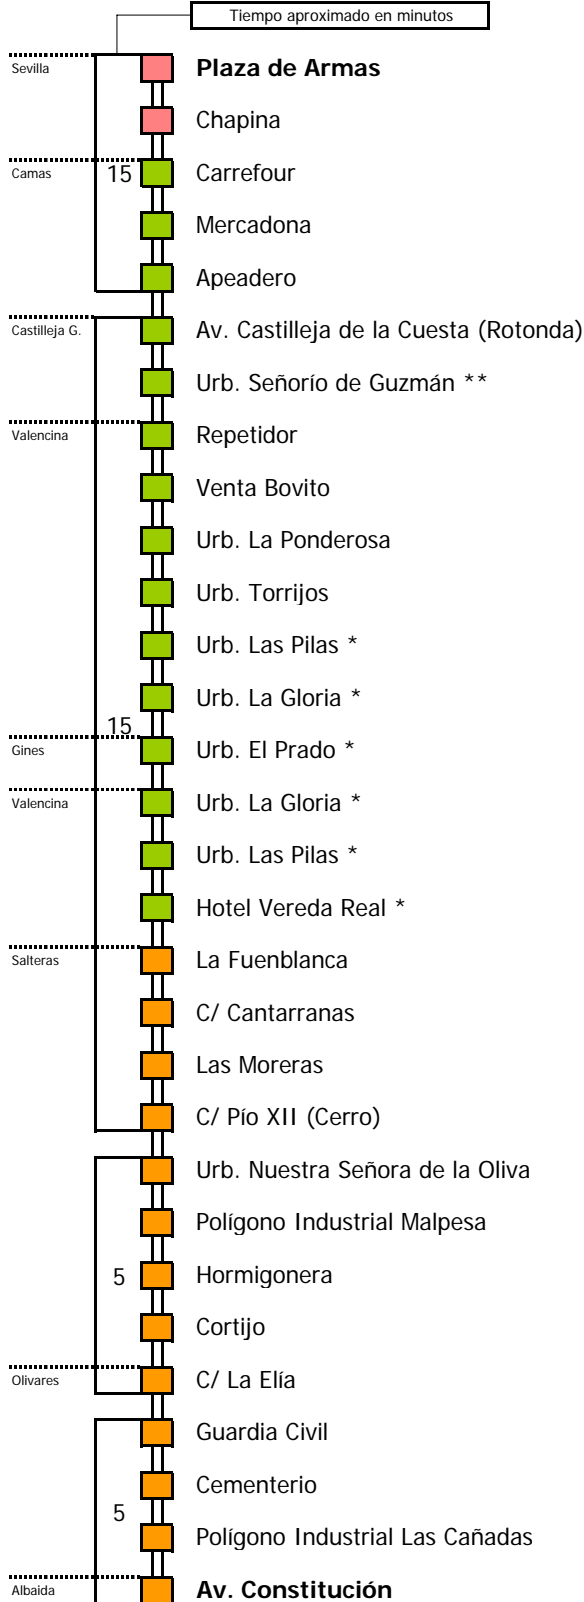 Tiempo aproximado en minutos
Sevilla
Plaza de Armas
Chapina
Camas
15
Carrefour
Mercadona
Apeadero
Castilleja G.
Av. Castilleja de la Cuesta (Rotonda)
Urb. Señorío de Guzmán **
Valencina
Repetidor
Venta Bovito
Urb. La Ponderosa
Urb. Torrijos
Urb. Las Pilas *
Urb. La Gloria *
15
Gines
Urb. El Prado *
Valencina
Urb. La Gloria *
Urb. Las Pilas *
Hotel Vereda Real *
Salteras
La Fuenblanca
C/ Cantarranas
Las Moreras
C/ Pío XII (Cerro)
Urb. Nuestra Señora de la Oliva
Polígono Industrial Malpesa
5
Hormigonera
Cortijo
Olivares
C/ La Elía
Guardia Civil
Cementerio
5
Polígono Industrial Las Cañadas
Albaida
Av. Constitución